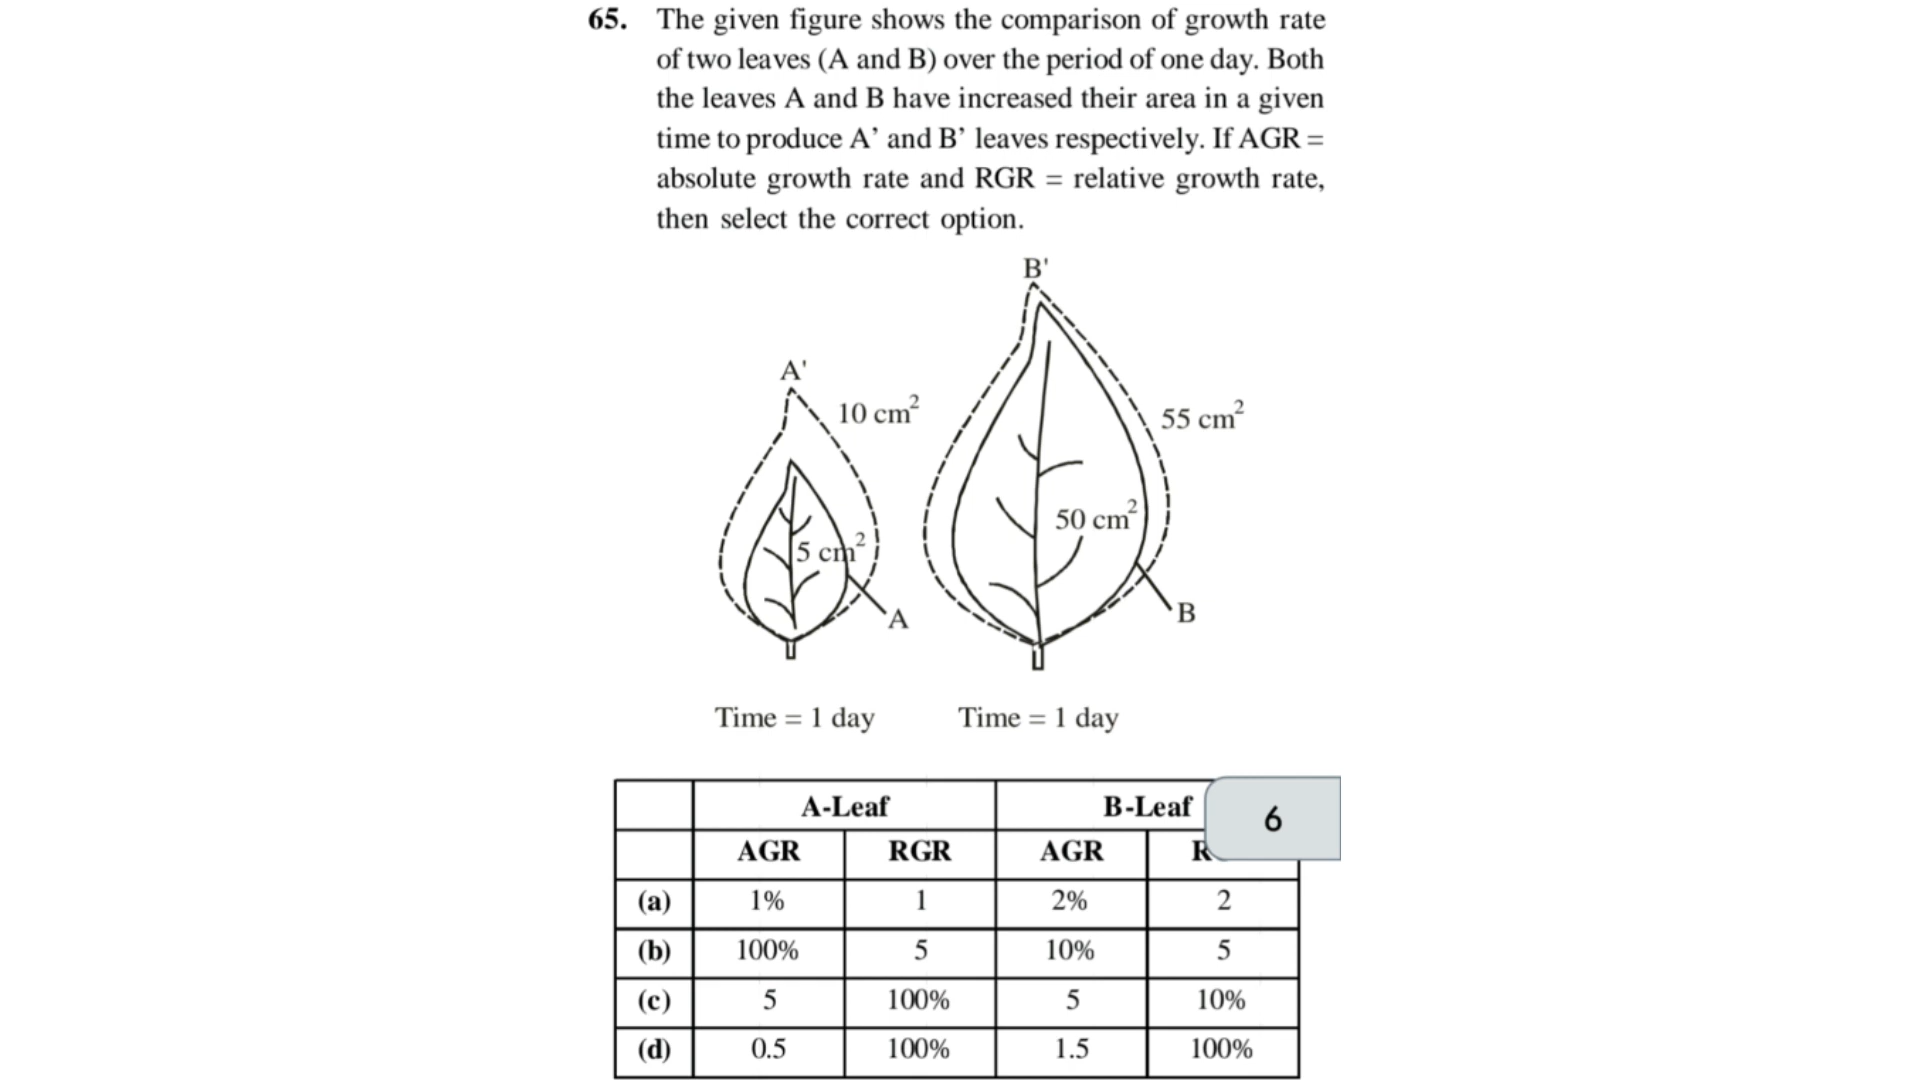 65. The given figure shows the comparison of growth rate
of two leaves (A and B) over the period of one day. Both
the leaves A and B have increased their area in a given
time to produce A’ and B’ leaves respectively. If AGR =
absolute growth rate and RGR = relative growth rate,
then select the correct option.
B'
A'
10 cm²
55 cm²
50 cm²
5 cm²
A
B
Time = 1 day Time = 1 day
A-Leaf B-Leaf
6
AGR RGR AGR
(a) 1% 1 2% 2
(b) 100% 5 10% 5
(c) 5 100% 5 10%
(d) 0.5 100% 1.5 100%